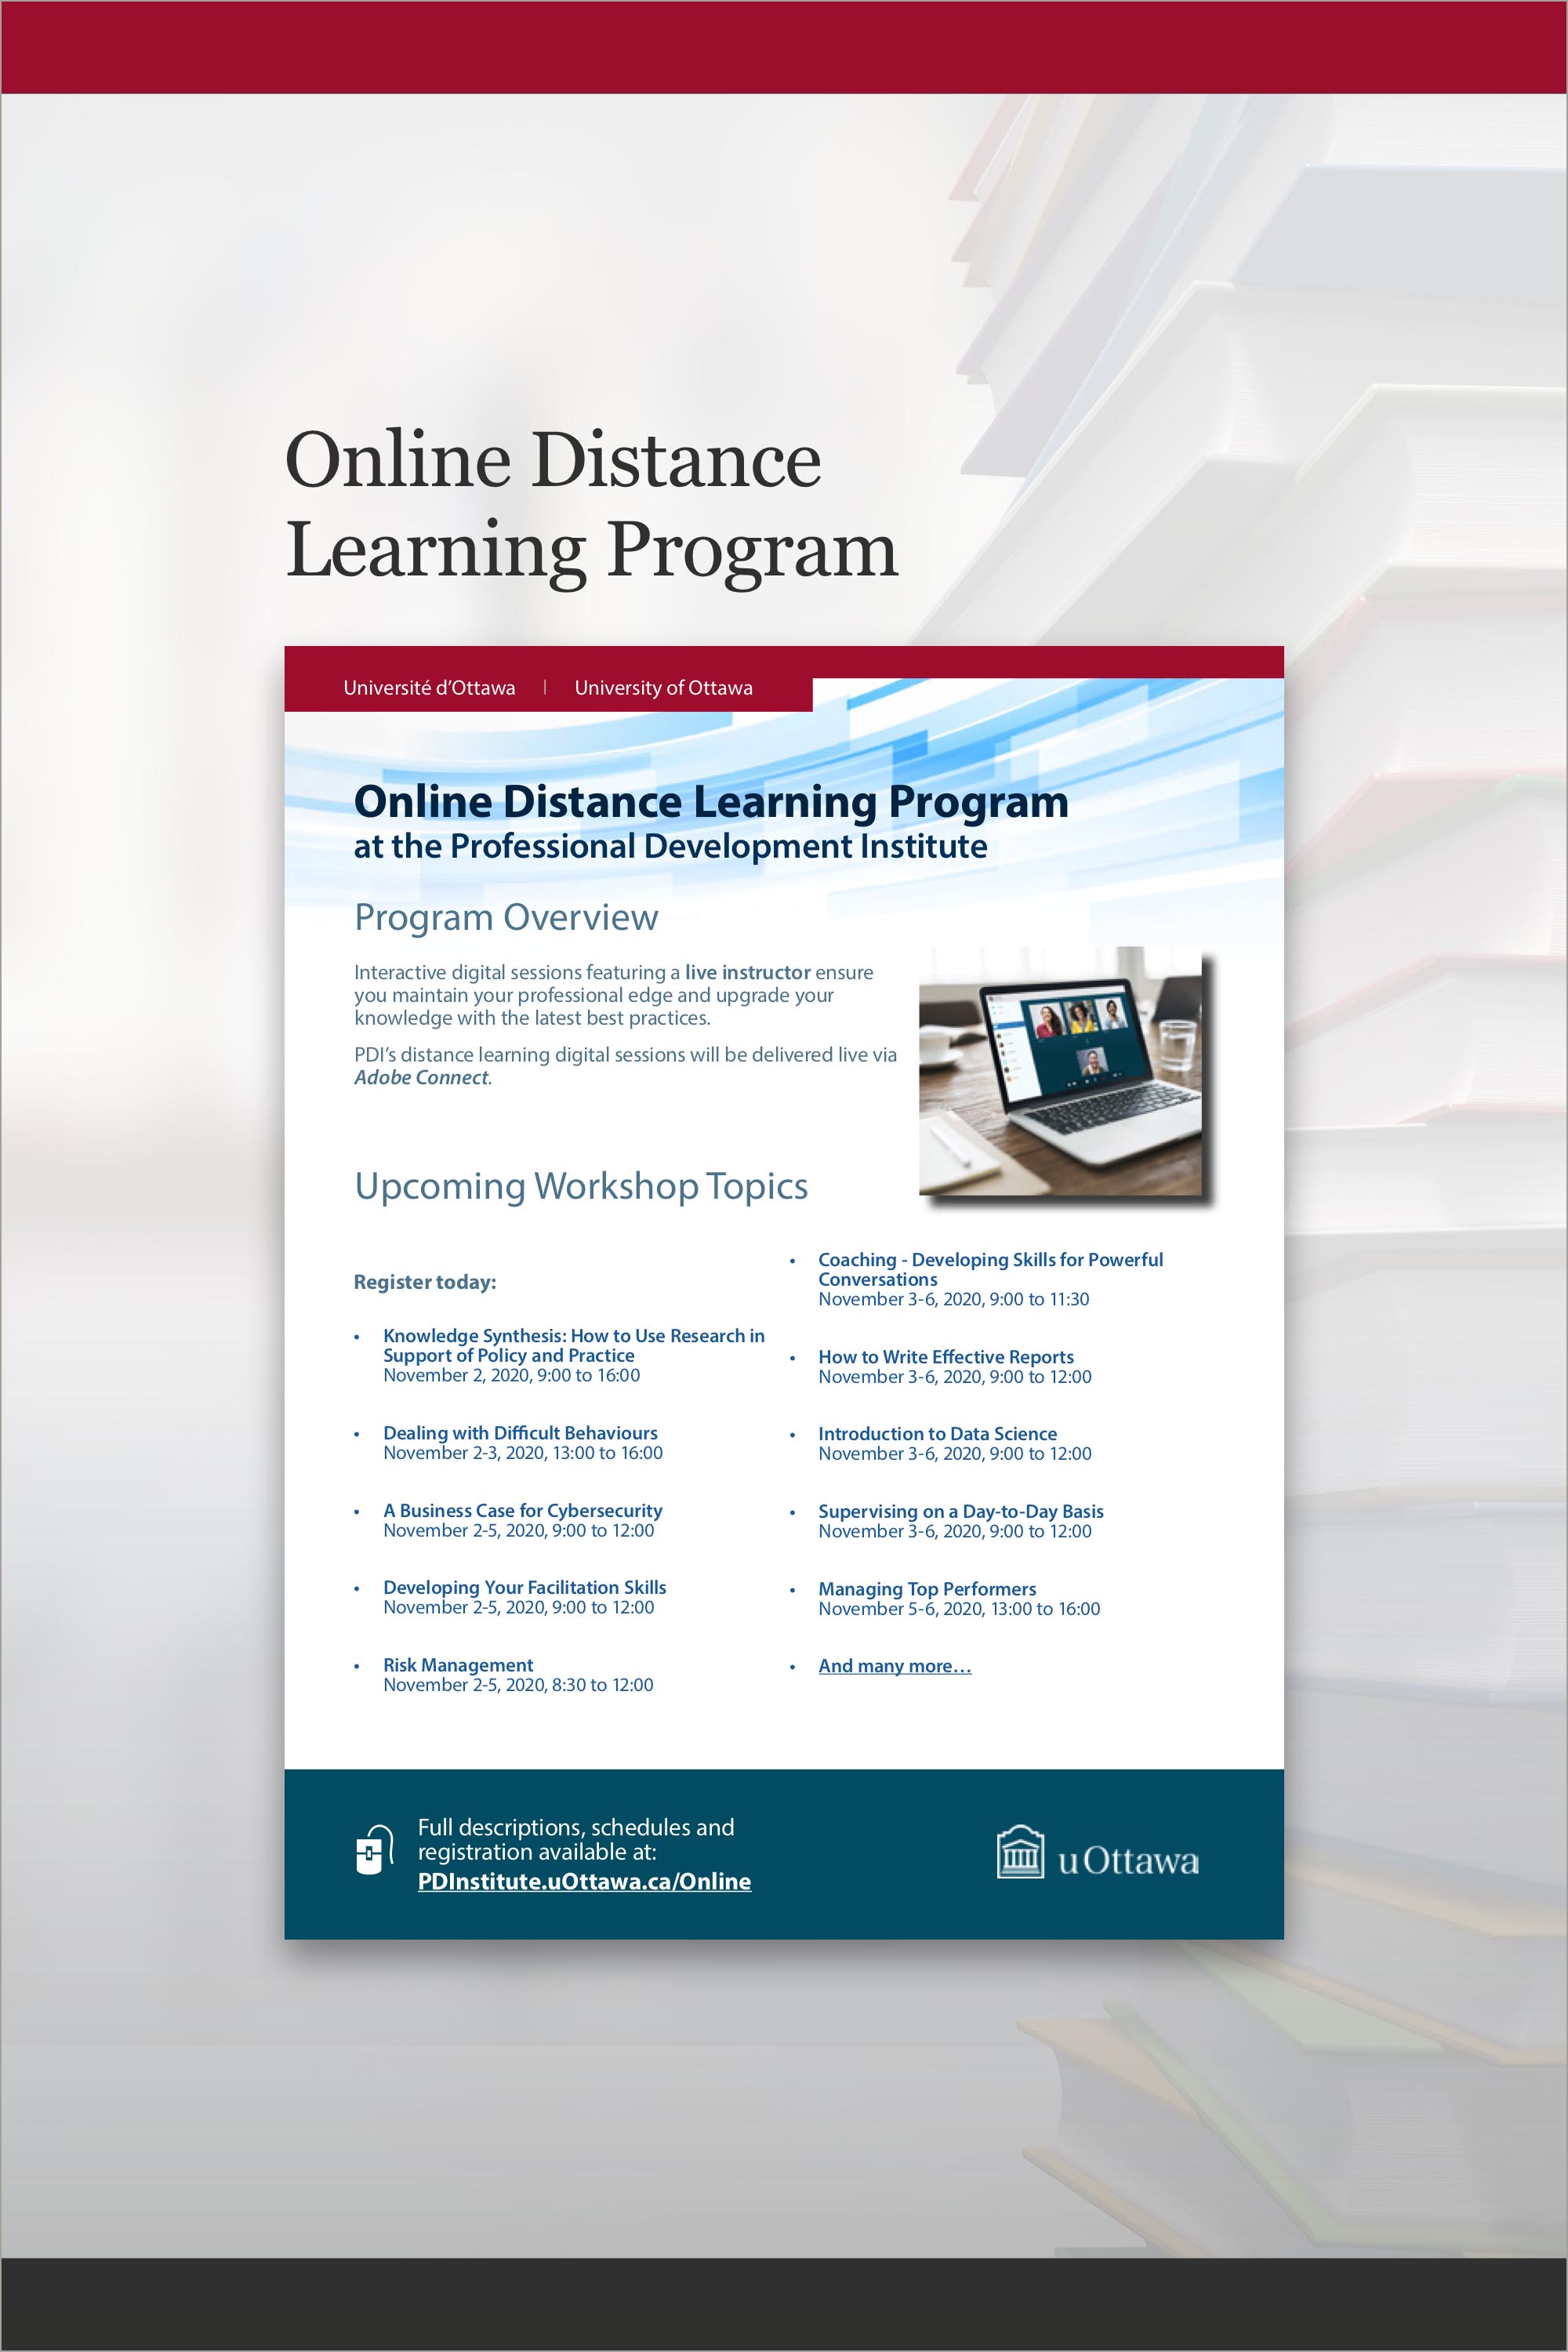 Online Distance
Learning Program
Université d'Ottawa | University of Ottawa
Online Distance Learning Program
at the Professional Development Institute
Program Overview
Interactive digital sessions featuring a live instructor ensure
you maintain your professional edge and upgrade your
knowledge with the latest best practices.
PDI's distance learning digital sessions will be delivered live via
Adobe Connect.
Upcoming Workshop Topics
Register today:
• Knowledge Synthesis: How to Use Research in
Support of Policy and Practice
November 2, 2020, 9:00 to 16:00
• Dealing with Difficult Behaviours
November 2-3, 2020, 13:00 to 16:00
• A Business Case for Cybersecurity
November 2-5, 2020, 9:00 to 12:00
• Developing Your Facilitation Skills
November 2-5, 2020, 9:00 to 12:00
• Risk Management
November 2-5, 2020, 8:30 to 12:00
• Coaching - Developing Skills for Powerful
Conversations
November 3-6, 2020, 9:00 to 11:30
• How to Write Effective Reports
November 3-6, 2020, 9:00 to 12:00
• Introduction to Data Science
November 3-6, 2020, 9:00 to 12:00
• Supervising on a Day-to-Day Basis
November 3-6, 2020, 9:00 to 12:00
• Managing Top Performers
November 5-6, 2020, 13:00 to 16:00
• And many more…
Full descriptions, schedules and
registration available at:
PDInstitute.uOttawa.ca/Online
uOttawa